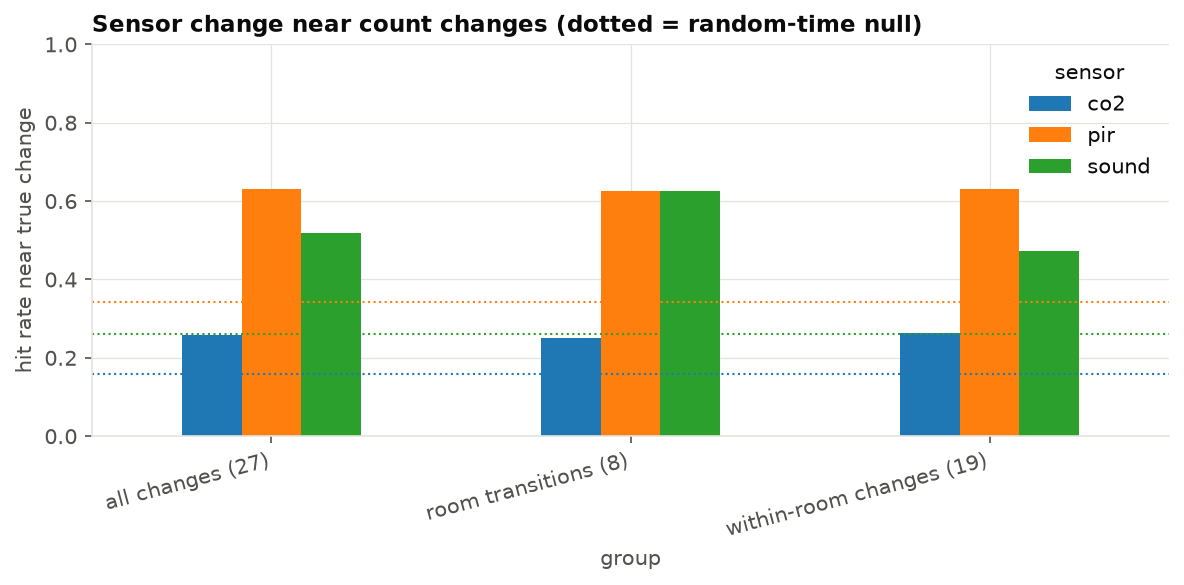 Sensor change near count changes (dotted = random-time null)
hit rate near true change
1.0
0.8
0.6
0.4
0.2
0.0
sensor
co2
pir
sound
all changes (27)
room transitions (8)
within-room changes (19)
group